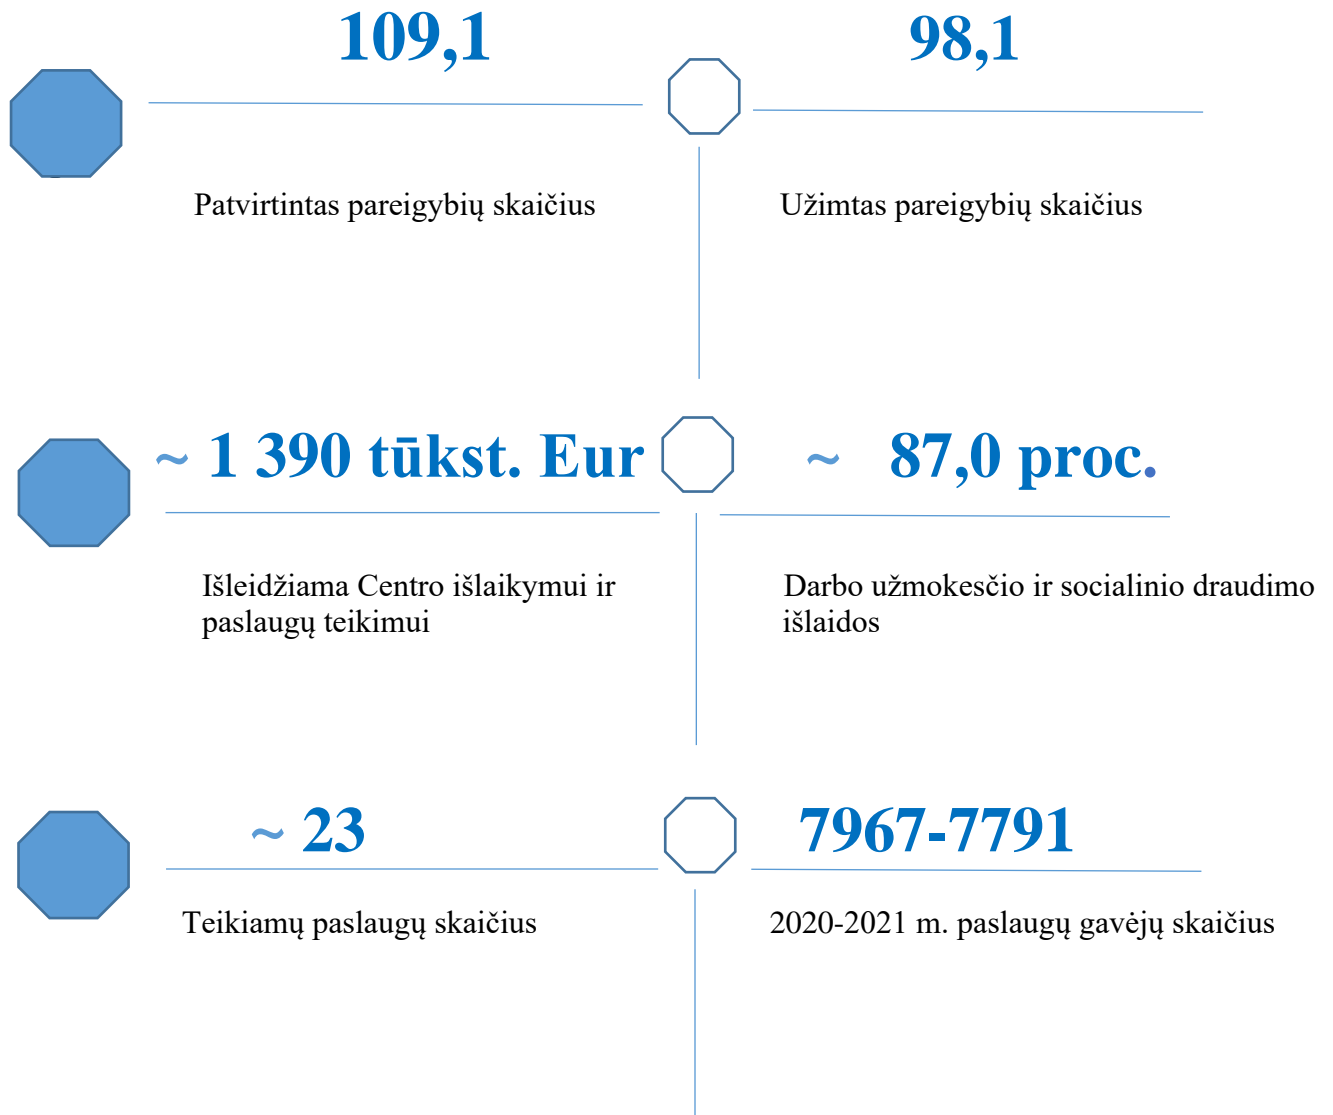 109,1
98,1
Patvirtintas pareigybių skaičius
Užimtas pareigybių skaičius
~ 1 390 tūkst. Eur
~ 87,0 proc.
Išleidžiama Centro išlaikymui ir
paslaugų teikimui
Darbo užmokesčio ir socialinio draudimo
išlaidos
~ 23
7967-7791
Teikiamų paslaugų skaičius
2020-2021 m. paslaugų gavėjų skaičius